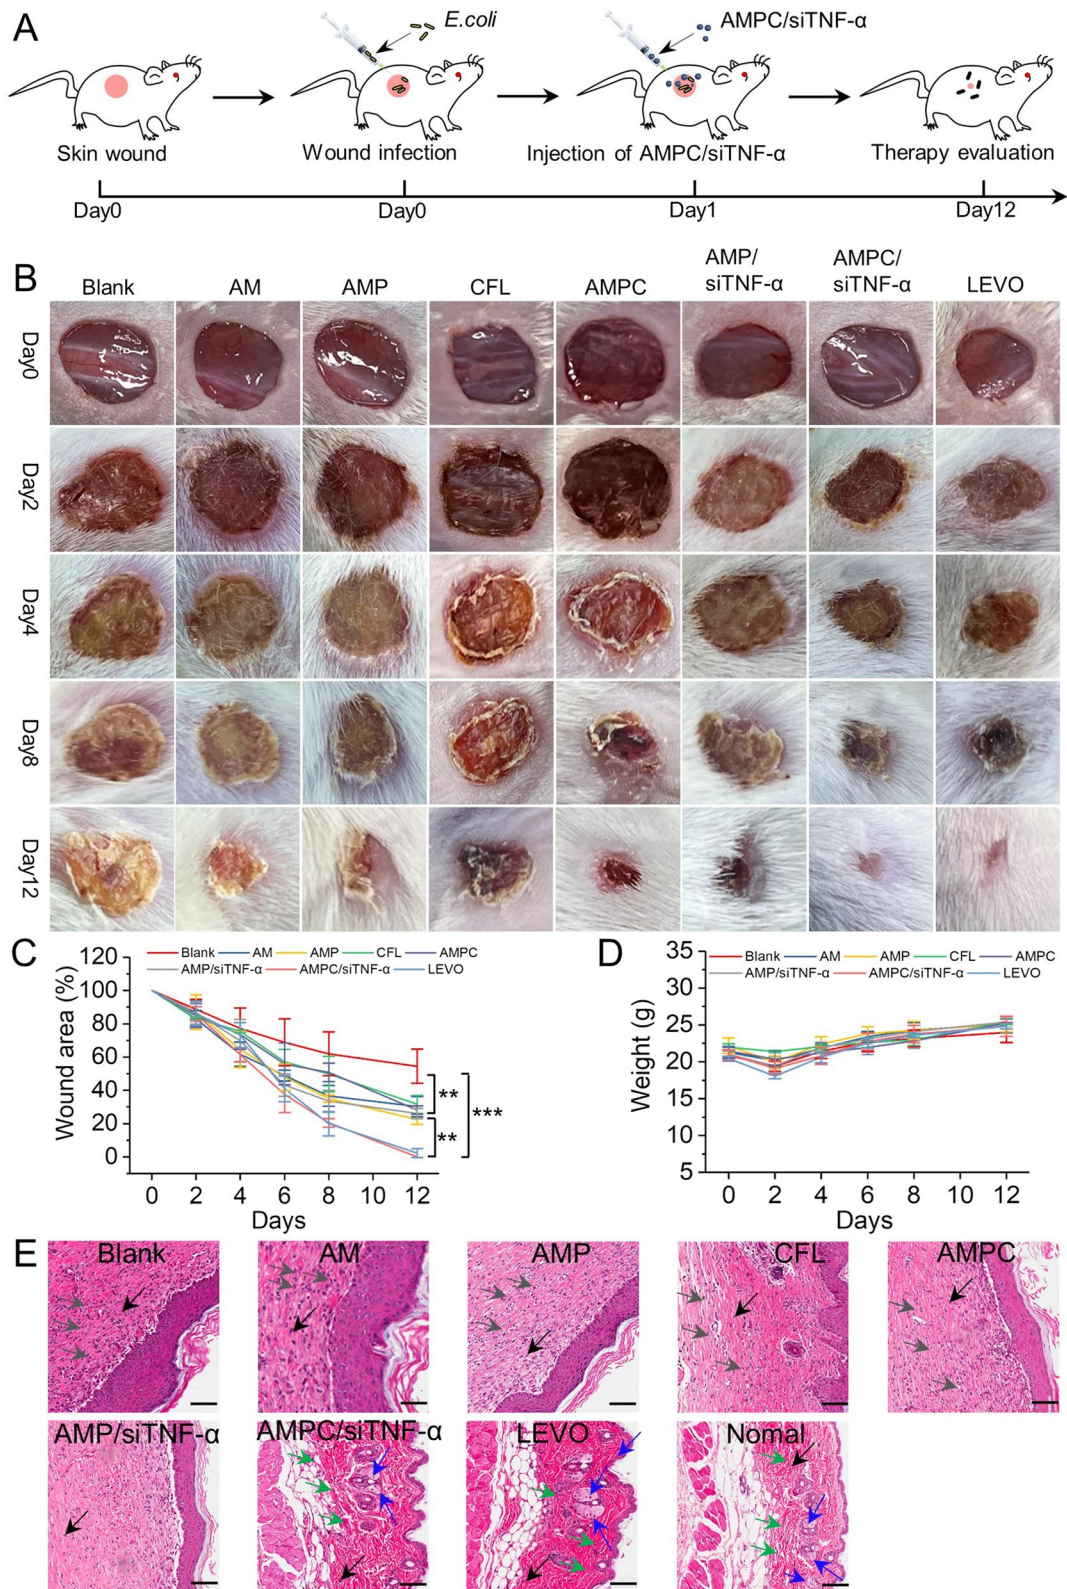 A
E.coli
AMPC/siTNF-α
Skin wound
Wound infection
Injection of AMPC/siTNF-α
Therapy evaluation
Day0
Day0
Day1
Day12
B
Blank
AM
AMP
CFL
AMPC
AMP/
siTNF-α
AMPC/
siTNF-α
LEVO
Day0
Day2
Day4
Day8
Day12
C
Blank AM AMP CFL AMPC
AMP/siTNF-α AMPC/siTNF-α LEVO
Wound area (%)
120
100
80
60
40
20
0
**
***
**
0 2 4 6 8 10 12
Days
D
Blank AM AMP CFL AMPC
AMP/siTNF-α AMPC/siTNF-α LEVO
Weight (g)
35
30
25
20
15
10
5
0 2 4 6 8 10 12
Days
E
Blank
AM
AMP
CFL
AMPC
AMP/siTNF-α
AMPC/siTNF-α
LEVO
Nomal